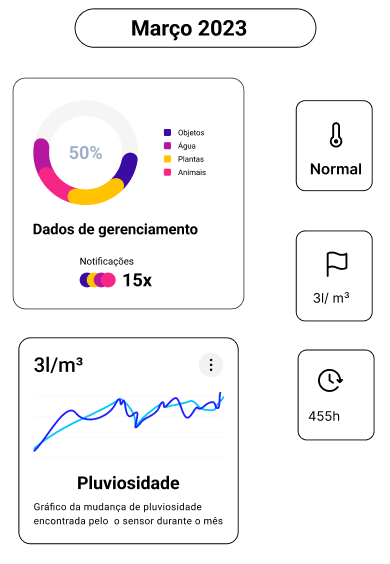 Março 2023
50%
Objetos
Água
Plantas
Animais
Dados de gerenciamento
Notificações
15x
Normal
3l/ m³
455h
3l/m³
Pluviosidade
Gráfico da mudança de pluviosidade
encontrada pelo o sensor durante o mês